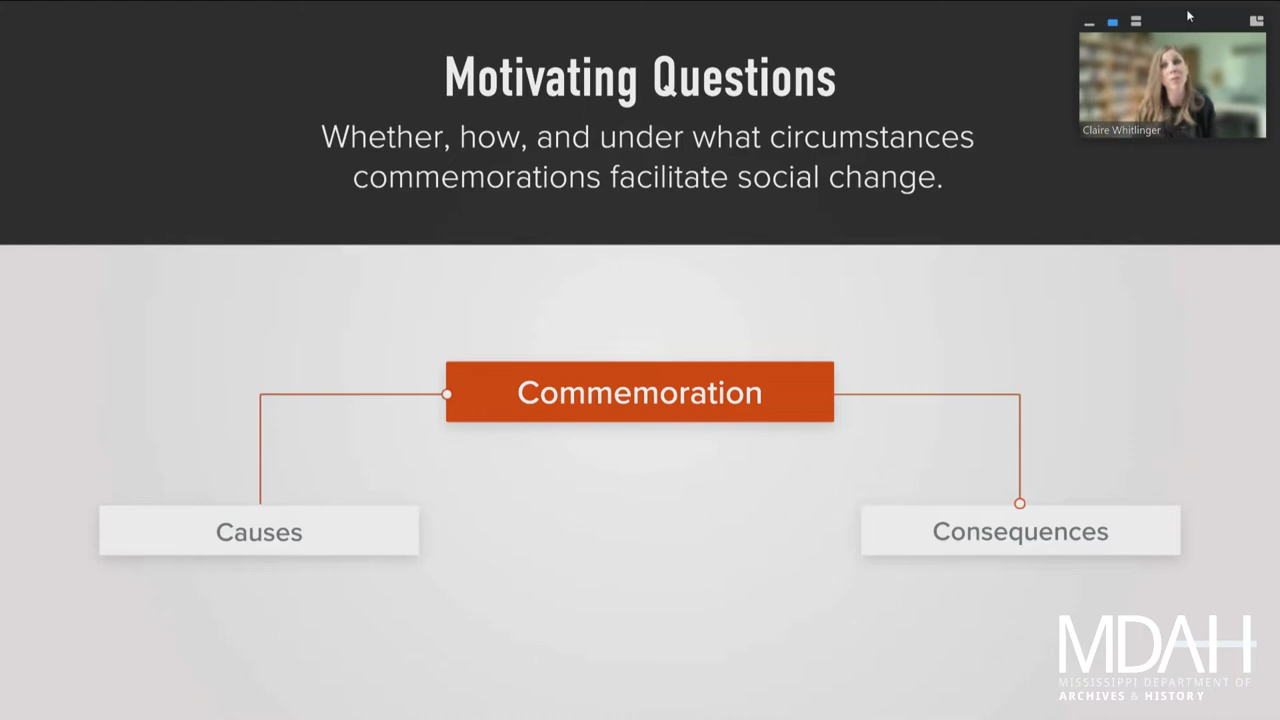 Motivating Questions
Whether, how, and under what circumstances
commemorations facilitate social change.
Claire Whitlinger
Commemoration
Causes
Consequences
MDAH
MISSISSIPPI DEPARTMENT OF
ARCHIVES & HISTORY